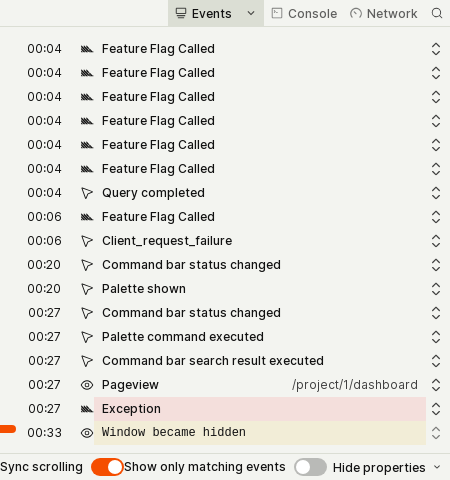 Events Console Network
00:04 Feature Flag Called
00:04 Feature Flag Called
00:04 Feature Flag Called
00:04 Feature Flag Called
00:04 Feature Flag Called
00:04 Feature Flag Called
00:04 Query completed
00:06 Feature Flag Called
00:06 Client_request_failure
00:20 Command bar status changed
00:20 Palette shown
00:27 Command bar status changed
00:27 Palette command executed
00:27 Command bar search result executed
00:27 Pageview /project/1/dashboard
00:27 Exception
00:33 Window became hidden
Sync scrolling Show only matching events Hide properties